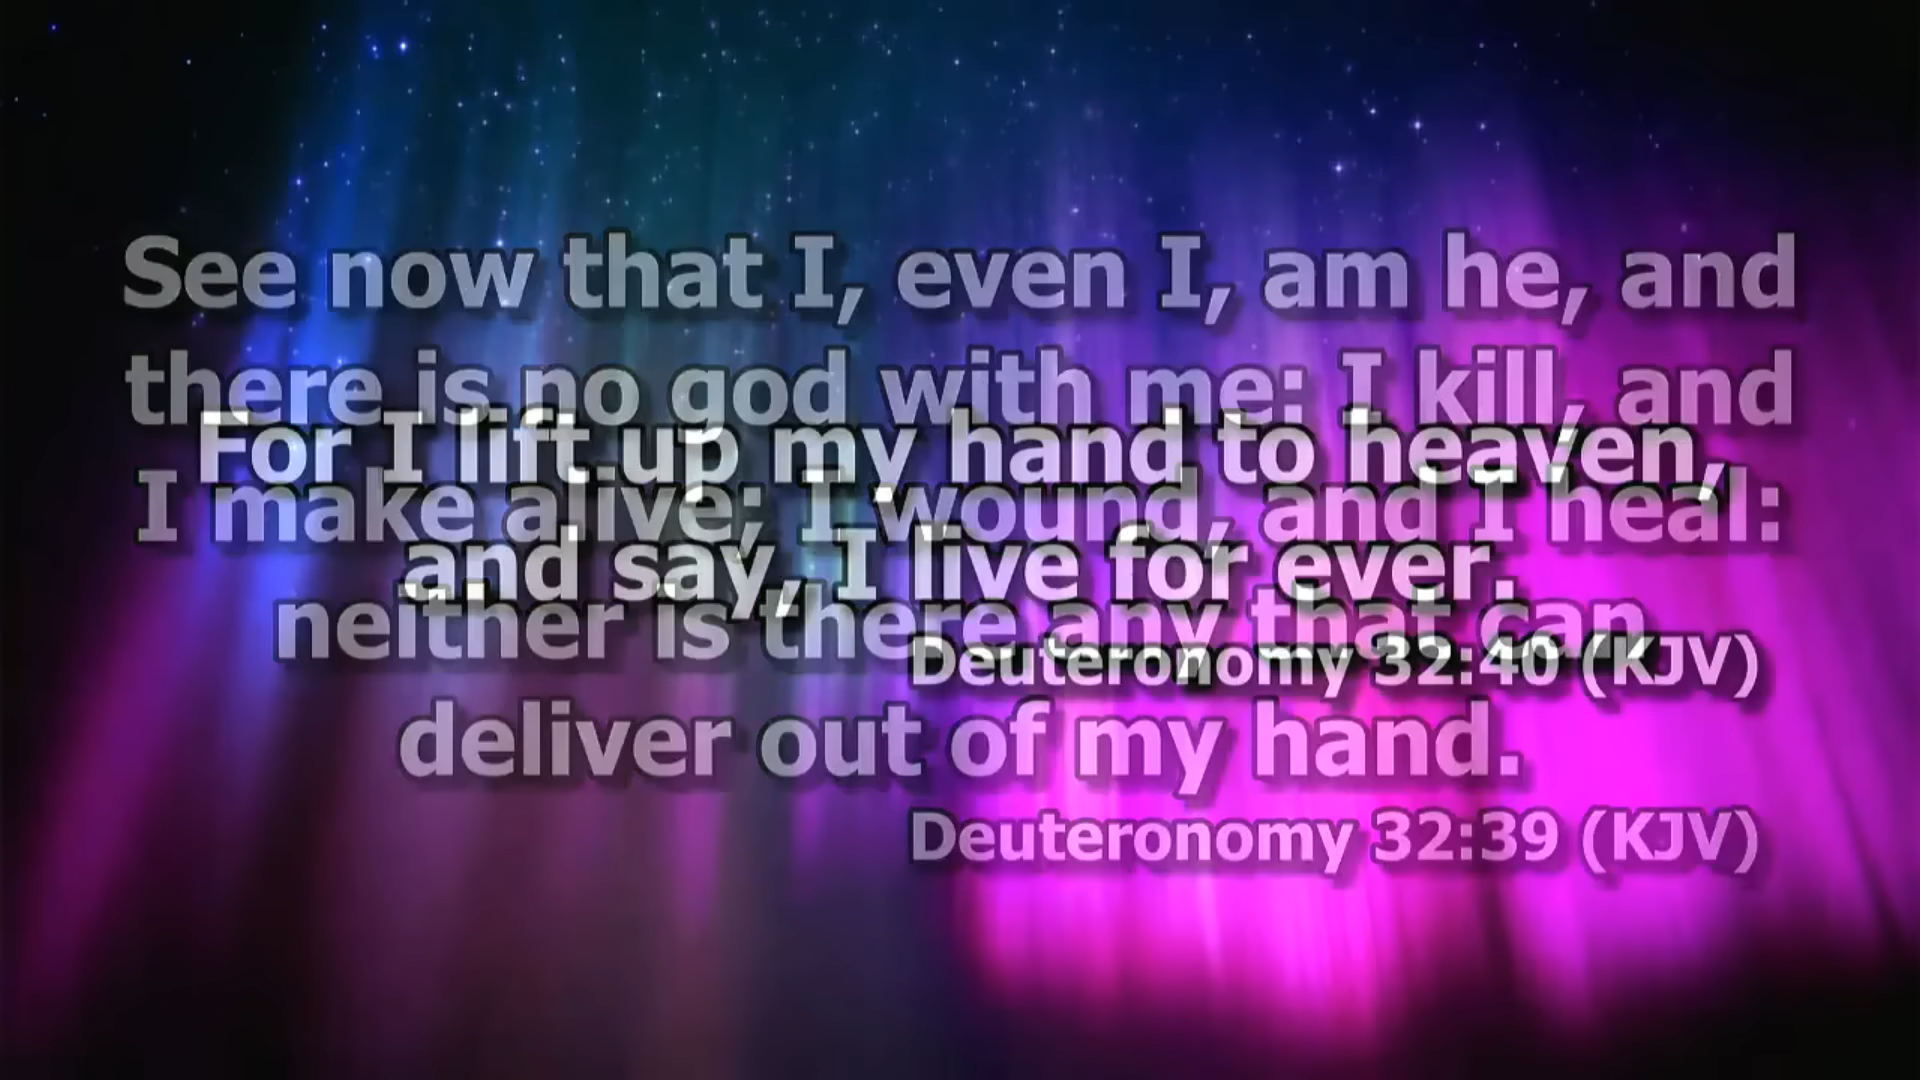 See now that I, even I, am he, and
there is no god with me: I kill, and
I make alive; I wound, and I heal:
neither is there any that can
deliver out of my hand.
Deuteronomy 32:39 (KJV)
For I lift up my hand to heaven,
and say, I live for ever.
Deuteronomy 32:40 (KJV)